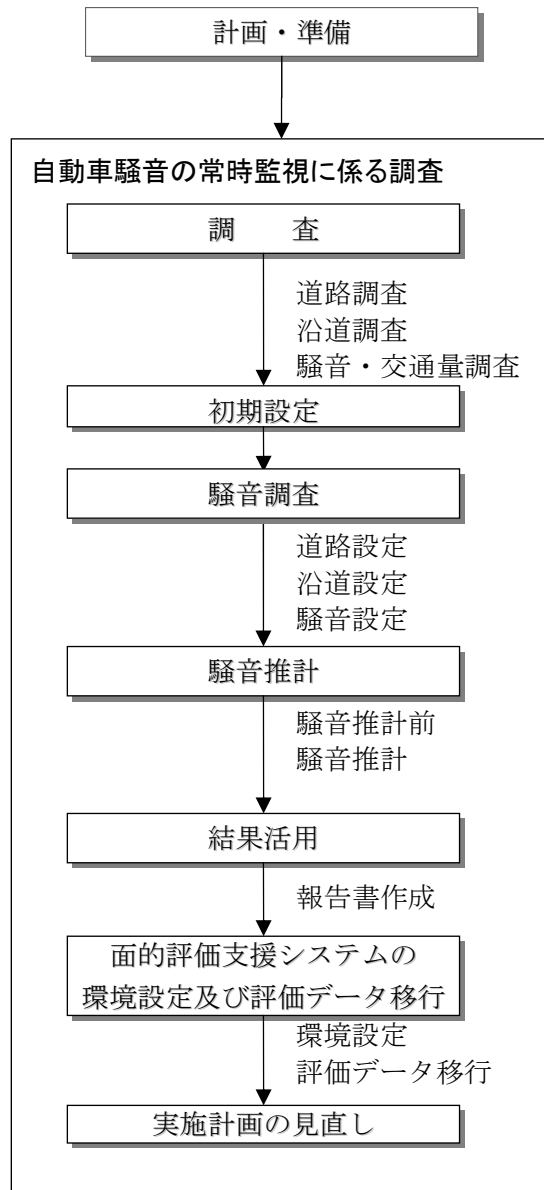 計画・準備
自動車騒音の常時監視に係る調査
調　　査
道路調査
沿道調査
騒音・交通量調査
初期設定
騒音調査
道路設定
沿道設定
騒音設定
騒音推計
騒音推計前
騒音推計
結果活用
報告書作成
面的評価支援システムの
環境設定及び評価データ移行
環境設定
評価データ移行
実施計画の見直し